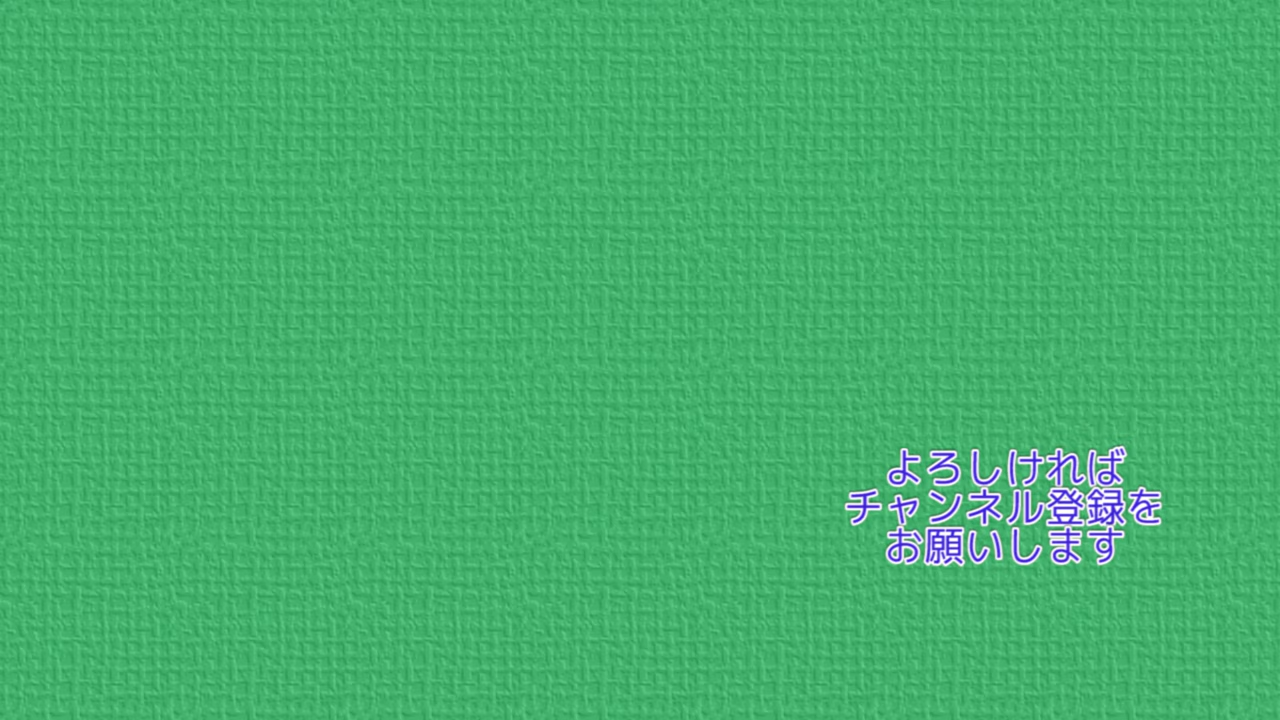 よろしければ
チャンネル登録を
お願いします